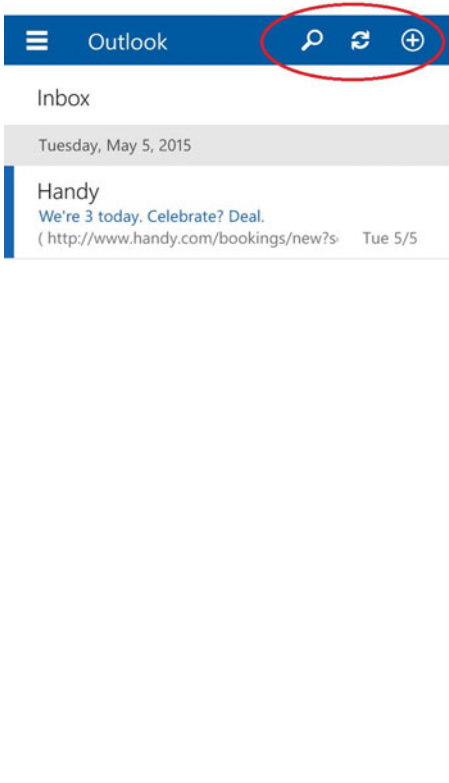 Outlook
Inbox
Tuesday, May 5, 2015
Handy
We're 3 today. Celebrate? Deal.
( http://www.handy.com/bookings/new?s Tue 5/5